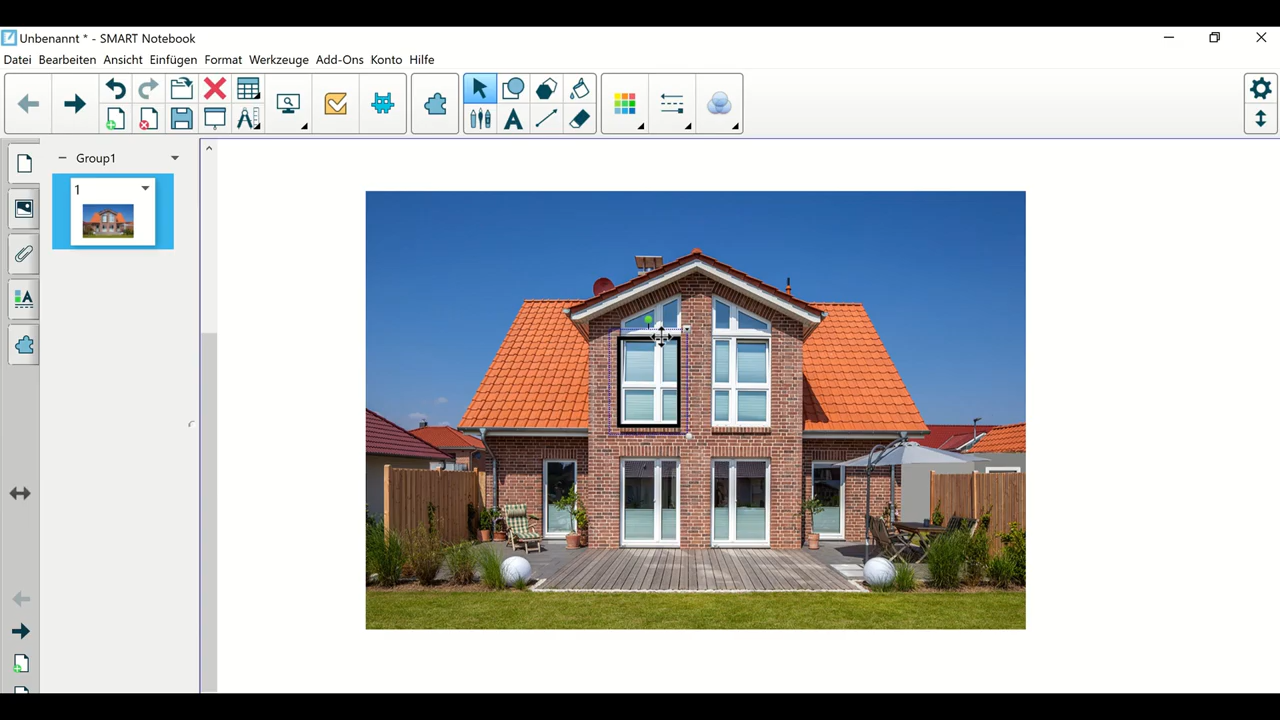 Unbenannt * - SMART Notebook
Datei Bearbeiten Ansicht Einfügen Format Werkzeuge Add-Ons Konto Hilfe
Group1
1